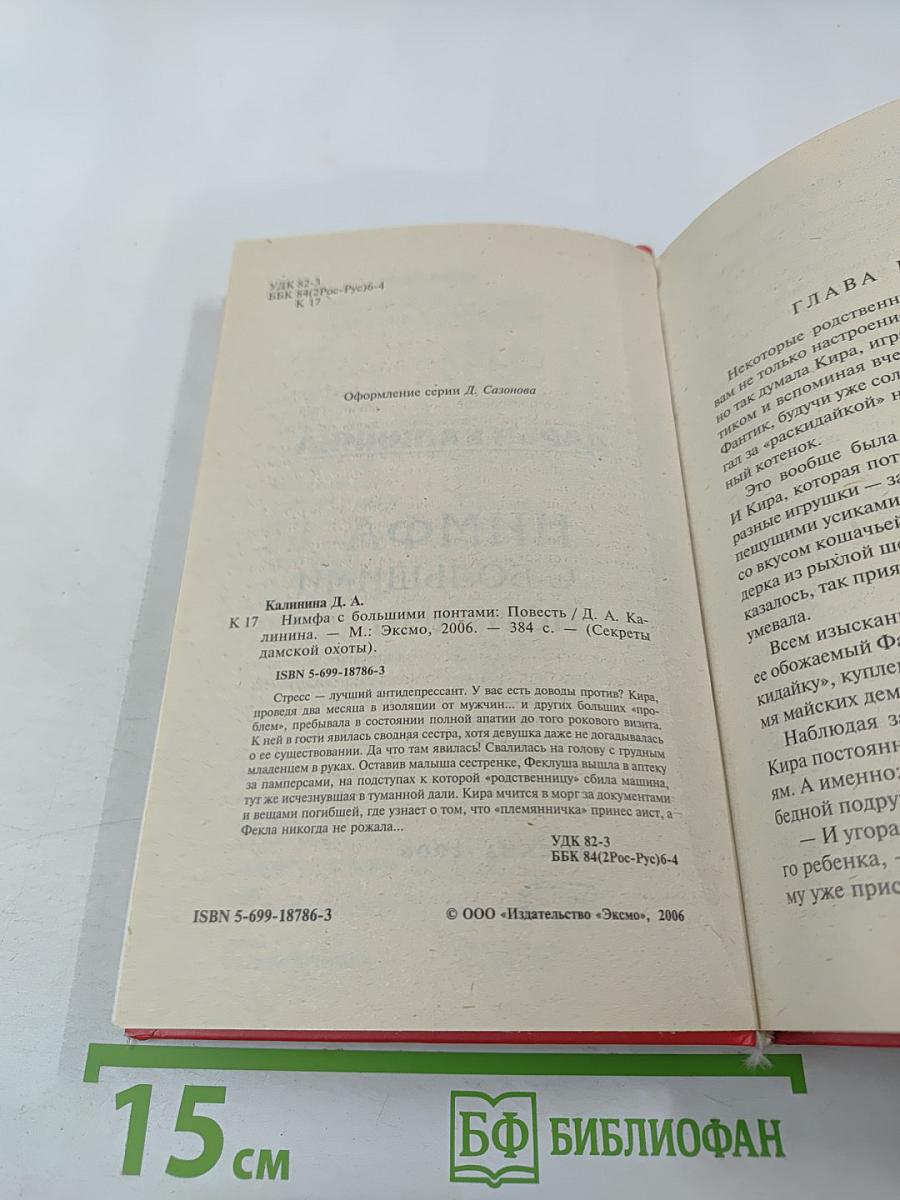 УДК 82-3
ББК 84(2Рос-Рус)6-4
К 17
Оформление серии Д. Сазонова
Калинина Д. А.
К 17 Нимфа с большими понтами: Повесть / Д. А. Ка-
линина. — М.: Эксмо, 2006. — 384 с. — (Секреты
дамской охоты).
ISBN 5-699-18786-3
Стресс — лучший антидепрессант. У вас есть доводы против? Кира,
проведя два месяца в изоляции от мужчин... и других больших «про-
блем», пребывала в состоянии полной апатии до того рокового визита.
К ней в гости явилась сводная сестра, хотя девушка даже не догадывалась
о ее существовании. Да что там явилась! Свалилась на голову с грудным
младенцем в руках. Оставив малыша сестренке, Феклуша вышла в аптеку
за памперсами, на подступах к которой «родственницу» сбила машина,
тут же исчезнувшая в туманной дали. Кира мчится в морг за документами
и вещами погибшей, где узнает о том, что «племянничка» принес аист, а
Фекла никогда не рожала...
УДК 82-3
ББК 84(2Рос-Рус)6-4
ISBN 5-699-18786-3 © ООО «Издательство «Эксмо», 2006
ГЛАВА
Некоторые родственн
вам не только настроени
но так думала Кира, игра
тиком и вспоминая вче
Фантик, будучи уже сол
гал за «раскидайкой» н
ный котенок.
Это вообще была
И Кира, которая пот
разные игрушки — за
пещущими усиками
со вкусом кошачьей
дерка из рыхлой ше
казалось, так прия
умевала.
Всем изыскан
ее обожаемый Фа
кидайку», купле
мя майских дем
Наблюдая за
Кира постоянн
ям. А именно:
бедной подру
— И угора
го ребенка, -
му уже прис
15 см
БФ БИБЛИОФАН